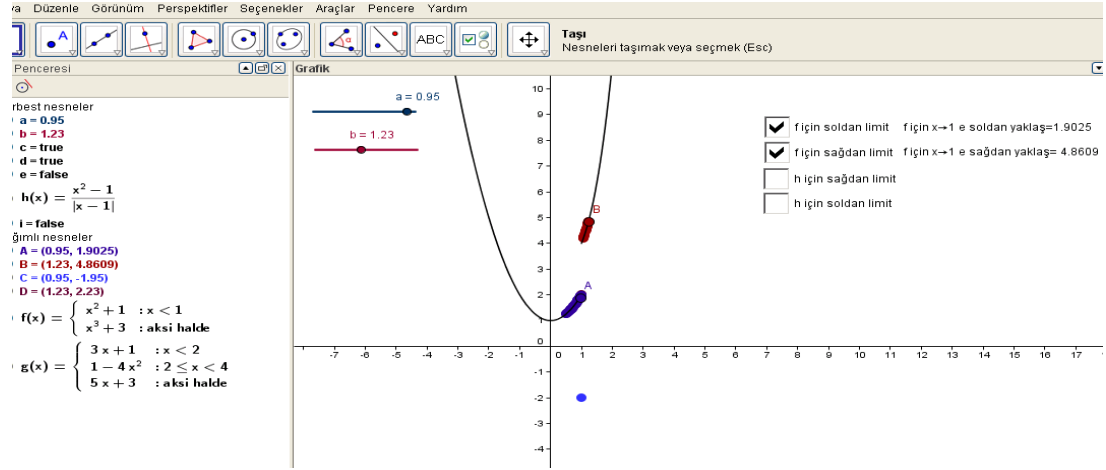 Düzenle Görünüm Perspektifler Seçenekler Araçlar Pencere Yardım
A
α
ABC
Taşı
Nesneleri taşımak veya seçmek (Esc)
Penceresi
Grafik
rbest nesneler
a = 0.95
b = 1.23
c = true
d = true
e = false
h(x) = x² − 1 / |x − 1|
i = false
ğımlı nesneler
A = (0.95, 1.9025)
B = (1.23, 4.8609)
C = (0.95, -1.95)
D = (1.23, 2.23)
f(x) = { x² + 1 : x < 1
x³ + 3 : aksi halde
g(x) = { 3 x + 1 : x < 2
1 − 4 x² : 2 ≤ x < 4
5 x + 3 : aksi halde
a = 0.95
b = 1.23
f için soldan limit f için x→1 e soldan yaklaş=1.9025
f için sağdan limit f için x→1 e sağdan yaklaş= 4.8609
h için sağdan limit
h için soldan limit
B
A
10
9
8
7
6
5
4
3
2
1
0
-1
-2
-3
-4
-7 -6 -5 -4 -3 -2 -1 0 1 2 3 4 5 6 7 8 9 10 11 12 13 14 15 16 17